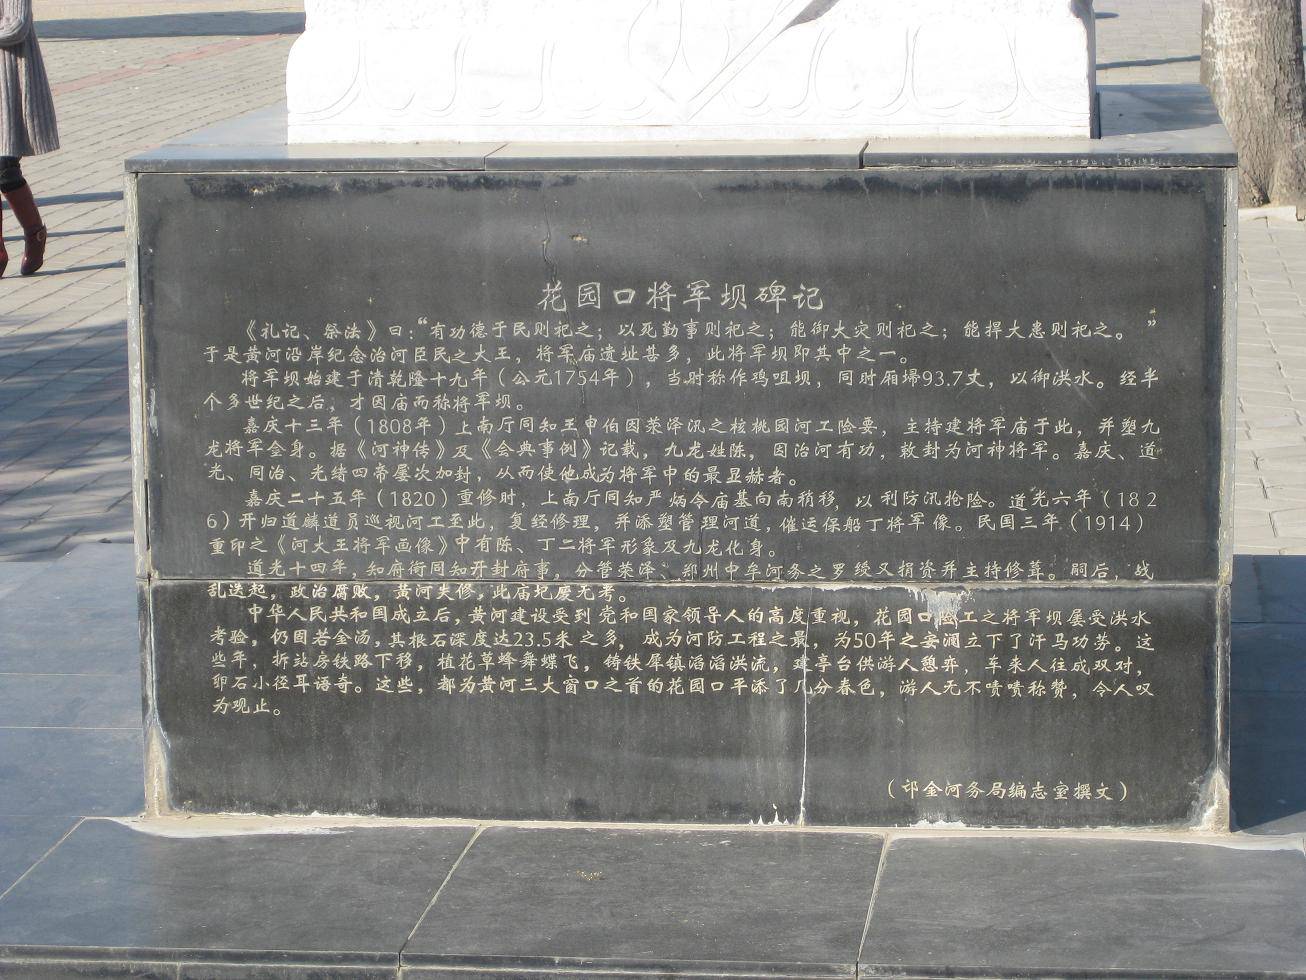 花园口将军坝碑记
《礼记、祭法》曰：“有功德于民则祀之；以死勤事则祀之；能御大灾则祀之；能捍大患则祀之。”
于是黄河沿岸纪念治河臣民之大王，将军庙遗址甚多，此将军坝即其中之一。
将军坝始建于清乾隆十九年（公元1754年），当时称作鸡咀坝，同时厢埽93.7丈，以御洪水。经半
个多世纪之后，才因庙而称将军坝。
嘉庆十三年（1808年）上南厅同知王申伯因荥泽汛之核桃园河工险要，主持建将军庙于此，并塑九
龙将军金身。据《河神传》及《会典事例》记载，九龙姓陈，因治河有功，敕封为河神将军。嘉庆、道
光、同治、光绪四帝屡次加封，从而使他成为将军中的最显赫者。
嘉庆二十五年（1820）重修时，上南厅同知严炳令庙基向南稍移，以利防汛抢险。道光六年（182
6）开归道麟道员巡视河工至此，复经修理，并添塑管理河道，催运保船丁将军像。民国三年（1914）
重印之《河大王将军画像》中有陈、丁二将军形象及九龙化身。
道光十四年，知府衔同知开封府事，分管荥泽、郑州中牟河务之罗绶又捐资并主持修葺。嗣后，战
乱迭起，政治腐败，黄河失修，此庙圮废无考。
中华人民共和国成立后，黄河建设受到党和国家领导人的高度重视，花园口险工之将军坝屡受洪水
考验，仍固若金汤，其根石深度达23.5米之多，成为河防工程之最，为50年之安澜立下了汗马功劳。这
些年，拆站房铁路下移，植花草蜂舞蝶飞，铸铁犀镇滔滔洪流，建亭台供游人憩弈，车乘人往成双对，
卵石小径耳语奇。这些，都为黄河三大窗口之首的花园口平添了几分春色，游人无不啧啧称赞，令人叹
为观止。
（邙金河务局编志室撰文）